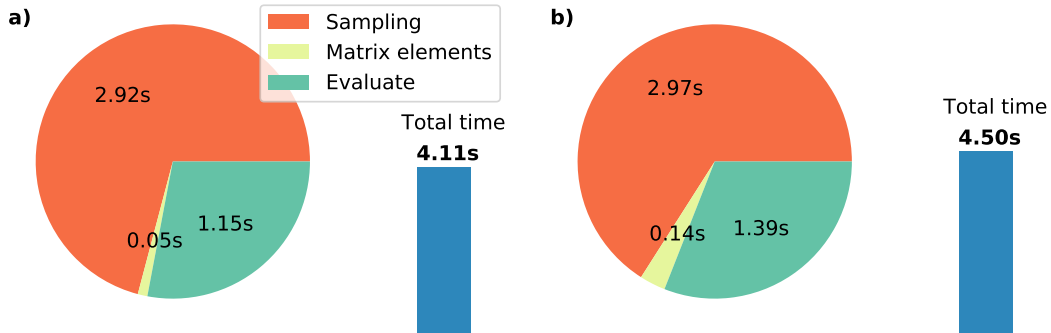 a)
Sampling
Matrix elements
Evaluate
2.92s
0.05s
1.15s
Total time
4.11s
b)
2.97s
0.14s
1.39s
Total time
4.50s